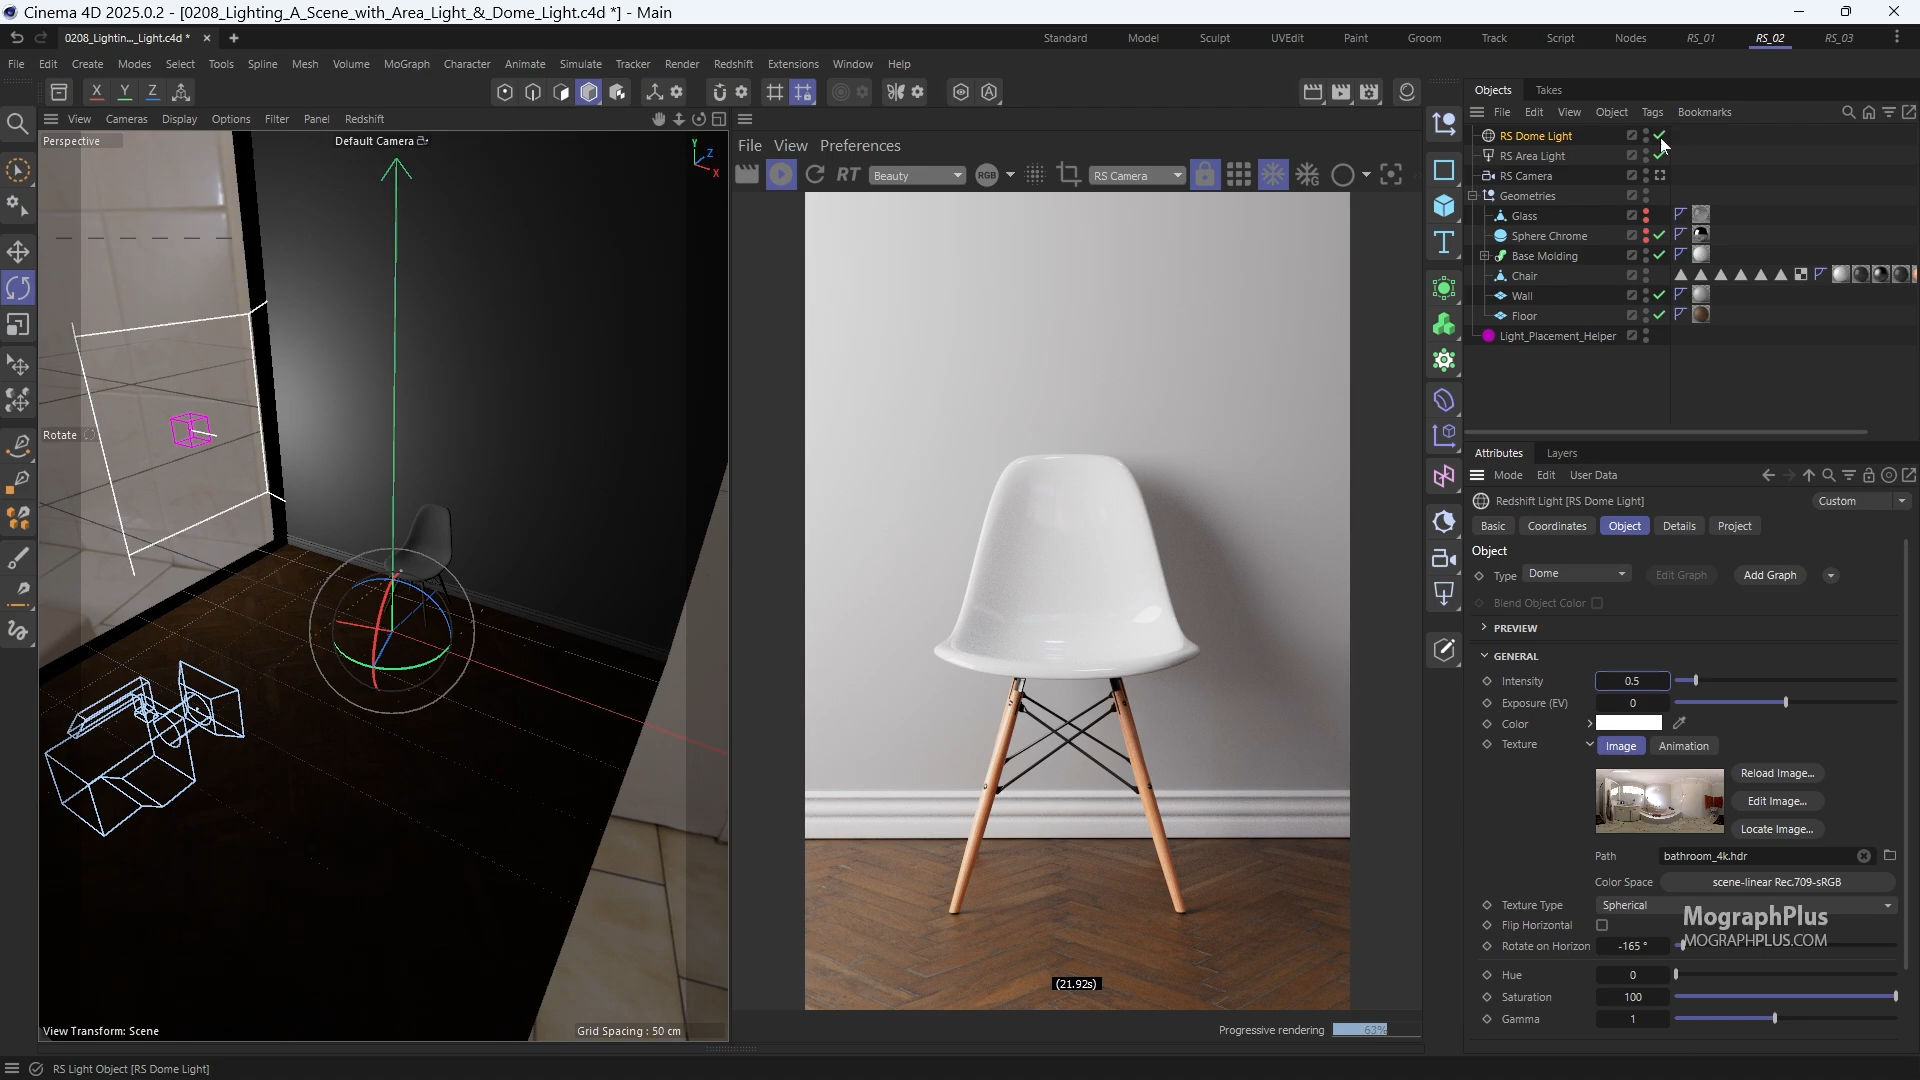 Cinema 4D 2025.0.2 - [0208_Lighting_A_Scene_with_Area_Light_&_Dome_Light.c4d *] - Main
0208_Lightin..._Light.c4d *
Standard Model Sculpt UVEdit Paint Groom Track Script Nodes RS_01 RS_02 RS_03
File Edit Create Modes Select Tools Spline Mesh Volume MoGraph Character Animate Simulate Tracker Render Redshift Extensions Window Help
X Y Z
Objects Takes
View Cameras Display Options Filter Panel Redshift
File Edit View Object Tags Bookmarks
Perspective
Default Camera
Y Z X
File View Preferences
RT Beauty RGB RS Camera
RS Dome Light
RS Area Light
RS Camera
Geometries
Glass
Sphere Chrome
Base Molding
Chair
Wall
Floor
Light_Placement_Helper
Rotate
Attributes Layers
Mode Edit User Data
Redshift Light [RS Dome Light]
Custom
Basic Coordinates Object Details Project
Object
Type Dome Edit Graph Add Graph
Blend Object Color
PREVIEW
GENERAL
Intensity 0.5
Exposure (EV) 0
Color
Texture Image Animation
Reload Image...
Edit Image...
Locate Image...
Path bathroom_4k.hdr
Color Space scene-linear Rec.709-sRGB
Texture Type Spherical
Flip Horizontal
Rotate on Horizon -165 °
MographPlus
MOGRAPHPLUS.COM
Hue 0
Saturation 100
Gamma 1
(21.92s)
Progressive rendering 63%
View Transform: Scene
Grid Spacing : 50 cm
RS Light Object [RS Dome Light]